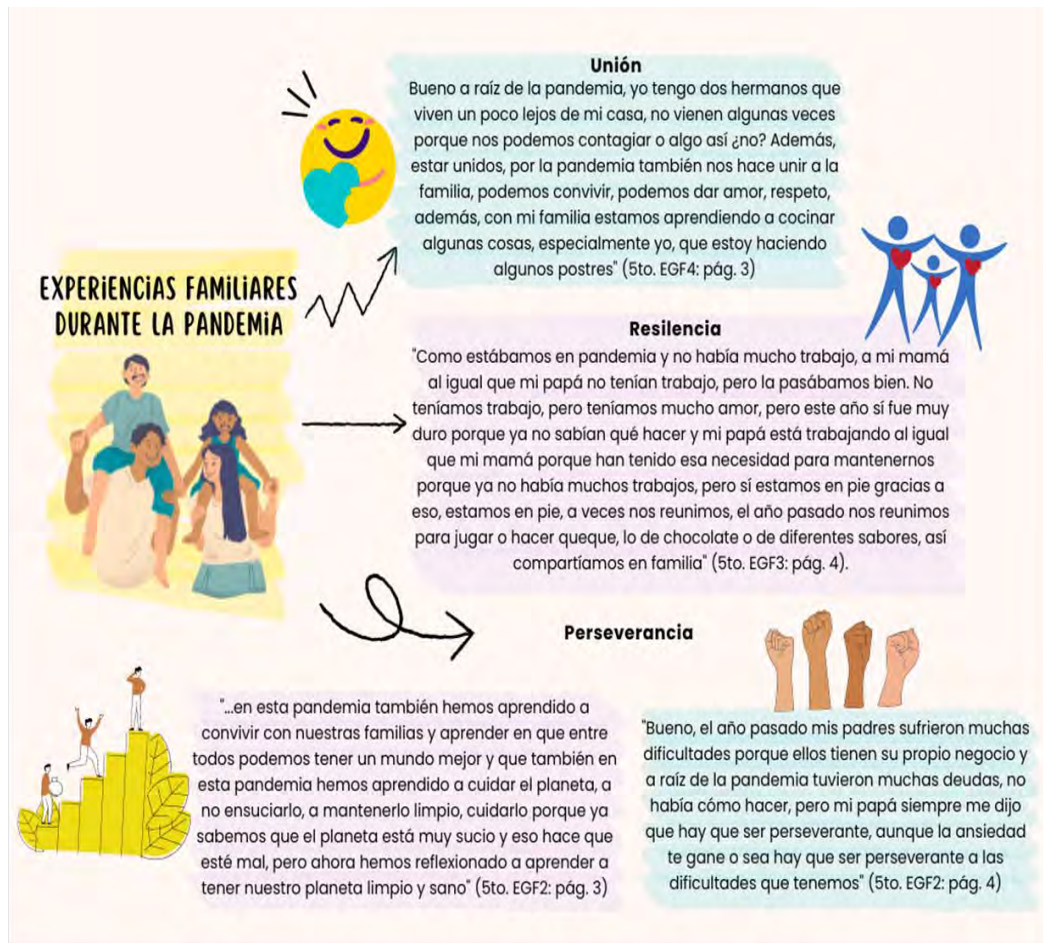 EXPERIENCIAS FAMILIARES
DURANTE LA PANDEMIA
Unión
Bueno a raíz de la pandemia, yo tengo dos hermanos que
viven un poco lejos de mi casa, no vienen algunas veces
porque nos podemos contagiar o algo así ¿no? Además,
estar unidos, por la pandemia también nos hace unir a la
familia, podemos convivir, podemos dar amor, respeto,
además, con mi familia estamos aprendiendo a cocinar
algunas cosas, especialmente yo, que estoy haciendo
algunos postres" (5to. EGF4: pág. 3)
Resilencia
"Como estábamos en pandemia y no había mucho trabajo, a mi mamá
al igual que mi papá no tenían trabajo, pero la pasábamos bien. No
teníamos trabajo, pero teníamos mucho amor, pero este año sí fue muy
duro porque ya no sabían qué hacer y mi papá está trabajando al igual
que mi mamá porque han tenido esa necesidad para mantenernos
porque ya no había muchos trabajos, pero sí estamos en pie gracias a
eso, estamos en pie, a veces nos reunimos, el año pasado nos reunimos
para jugar o hacer queque, lo de chocolate o de diferentes sabores, así
compartíamos en familia" (5to. EGF3: pág. 4).
Perseverancia
"...en esta pandemia también hemos aprendido a
convivir con nuestras familias y aprender en que entre
todos podemos tener un mundo mejor y que también en
esta pandemia hemos aprendido a cuidar el planeta, a
no ensuciarlo, a mantenerlo limpio, cuidarlo porque ya
sabemos que el planeta está muy sucio y eso hace que
esté mal, pero ahora hemos reflexionado a aprender a
tener nuestro planeta limpio y sano" (5to. EGF2: pág. 3)
"Bueno, el año pasado mis padres sufrieron muchas
dificultades porque ellos tienen su propio negocio y
a raíz de la pandemia tuvieron muchas deudas, no
había cómo hacer, pero mi papá siempre me dijo
que hay que ser perseverante, aunque la ansiedad
te gane o sea hay que ser perseverante a las
dificultades que tenemos" (5to. EGF2: pág. 4)